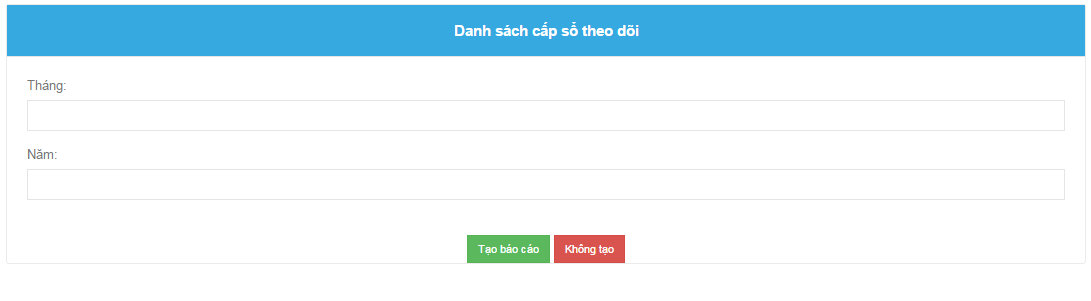 Danh sách cấp sổ theo dõi
Tháng:
Năm:
Tạo báo cáo Không tạo